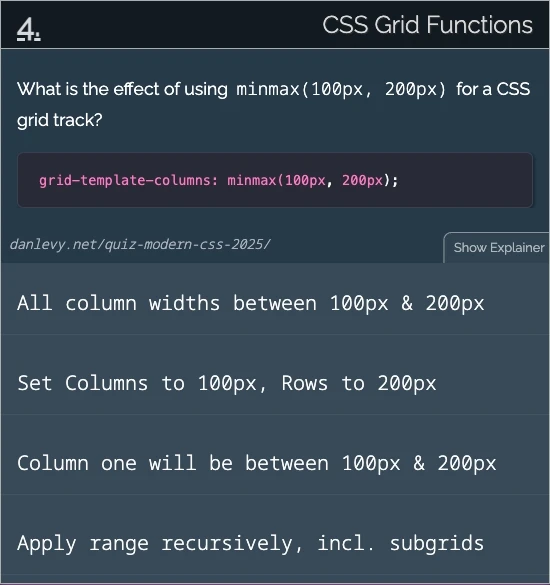 4.
CSS Grid Functions
What is the effect of using minmax(100px, 200px) for a CSS
grid track?
grid-template-columns: minmax(100px, 200px);
danlevy.net/quiz-modern-css-2025/
Show Explainer
All column widths between 100px & 200px
Set Columns to 100px, Rows to 200px
Column one will be between 100px & 200px
Apply range recursively, incl. subgrids